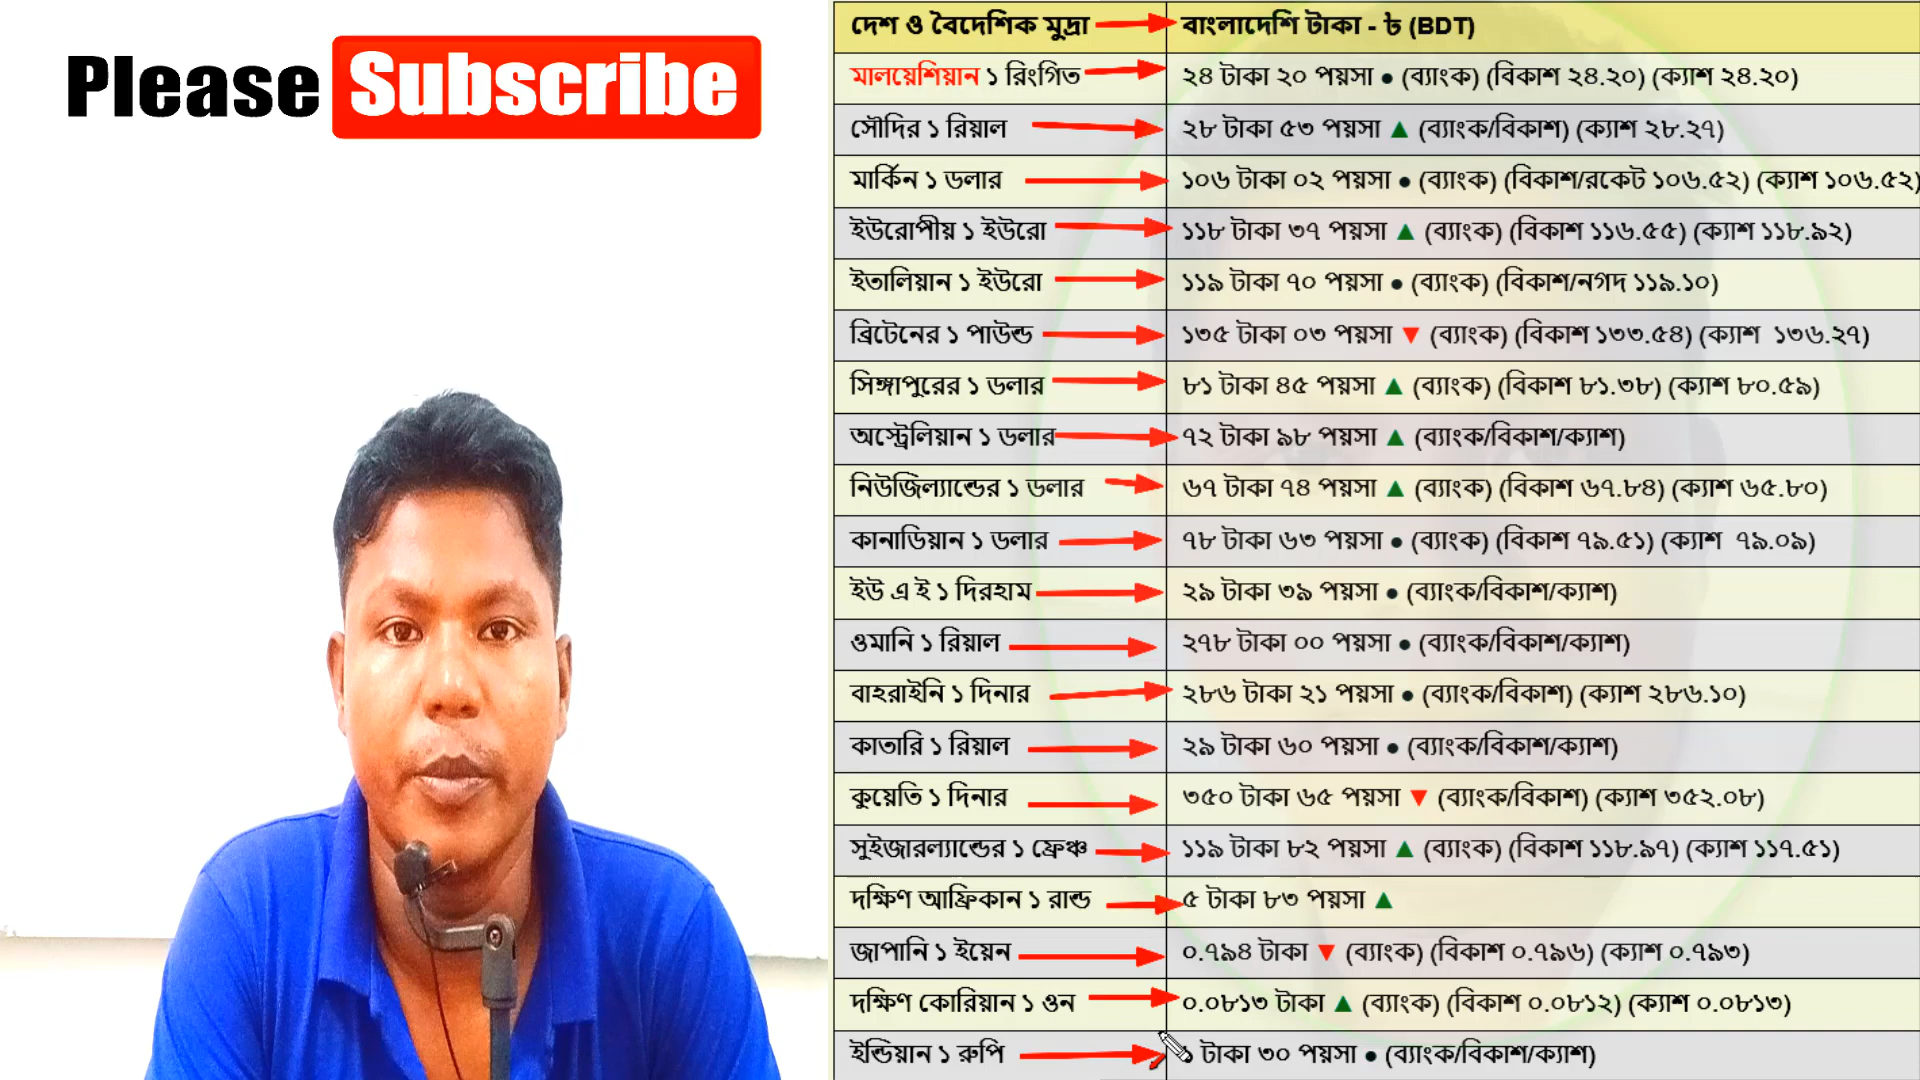 Please Subscribe
দেশ ও বৈদেশিক মুদ্রা বাংলাদেশি টাকা - ৳ (BDT)
মালয়েশিয়ান ১ রিংগিত ২৪ টাকা ২০ পয়সা ● (ব্যাংক) (বিকাশ ২৪.২০) (ক্যাশ ২৪.২০)
সৌদির ১ রিয়াল ২৮ টাকা ৫৩ পয়সা ▲ (ব্যাংক/বিকাশ) (ক্যাশ ২৮.২৭)
মার্কিন ১ ডলার ১০৬ টাকা ০২ পয়সা ● (ব্যাংক) (বিকাশ/রকেট ১০৬.৫২) (ক্যাশ ১০৬.৫২)
ইউরোপীয় ১ ইউরো ১১৮ টাকা ৩৭ পয়সা ▲ (ব্যাংক) (বিকাশ ১১৬.৫৫) (ক্যাশ ১১৮.৯২)
ইতালিয়ান ১ ইউরো ১১৯ টাকা ৭০ পয়সা ● (ব্যাংক) (বিকাশ/নগদ ১১৯.১০)
ব্রিটেনের ১ পাউন্ড ১৩৫ টাকা ০৩ পয়সা ▼ (ব্যাংক) (বিকাশ ১৩৩.৫৪) (ক্যাশ ১৩৬.২৭)
সিঙ্গাপুরের ১ ডলার ৮১ টাকা ৪৫ পয়সা ▲ (ব্যাংক) (বিকাশ ৮১.৩৮) (ক্যাশ ৮০.৫৯)
অস্ট্রেলিয়ান ১ ডলার ৭২ টাকা ৯৮ পয়সা ▲ (ব্যাংক/বিকাশ/ক্যাশ)
নিউজিল্যান্ডের ১ ডলার ৬৭ টাকা ৭৪ পয়সা ▲ (ব্যাংক) (বিকাশ ৬৭.৮৪) (ক্যাশ ৬৫.৮০)
কানাডিয়ান ১ ডলার ৭৮ টাকা ৬৩ পয়সা ● (ব্যাংক) (বিকাশ ৭৯.৫১) (ক্যাশ ৭৯.০৯)
ইউ এ ই ১ দিরহাম ২৯ টাকা ৩৯ পয়সা ● (ব্যাংক/বিকাশ/ক্যাশ)
ওমানি ১ রিয়াল ২৭৮ টাকা ০০ পয়সা ● (ব্যাংক/বিকাশ/ক্যাশ)
বাহরাইনি ১ দিনার ২৮৬ টাকা ২১ পয়সা ● (ব্যাংক/বিকাশ) (ক্যাশ ২৮৬.১০)
কাতারি ১ রিয়াল ২৯ টাকা ৬০ পয়সা ● (ব্যাংক/বিকাশ/ক্যাশ)
কুয়েতি ১ দিনার ৩৫০ টাকা ৬৫ পয়সা ▼ (ব্যাংক/বিকাশ) (ক্যাশ ৩৫২.০৮)
সুইজারল্যান্ডের ১ ফ্রেঞ্চ ১১৯ টাকা ৮২ পয়সা ▲ (ব্যাংক) (বিকাশ ১১৮.৯৭) (ক্যাশ ১১৭.৫১)
দক্ষিণ আফ্রিকান ১ রান্ড ৫ টাকা ৮৩ পয়সা ▲
জাপানি ১ ইয়েন ০.৭৯৪ টাকা ▼ (ব্যাংক) (বিকাশ ০.৭৯৬) (ক্যাশ ০.৭৯৩)
দক্ষিণ কোরিয়ান ১ ওন ০.০৮১৩ টাকা ▲ (ব্যাংক) (বিকাশ ০.০৮১২) (ক্যাশ ০.০৮১৩)
ইন্ডিয়ান ১ রুপি টাকা ৩০ পয়সা ● (ব্যাংক/বিকাশ/ক্যাশ)